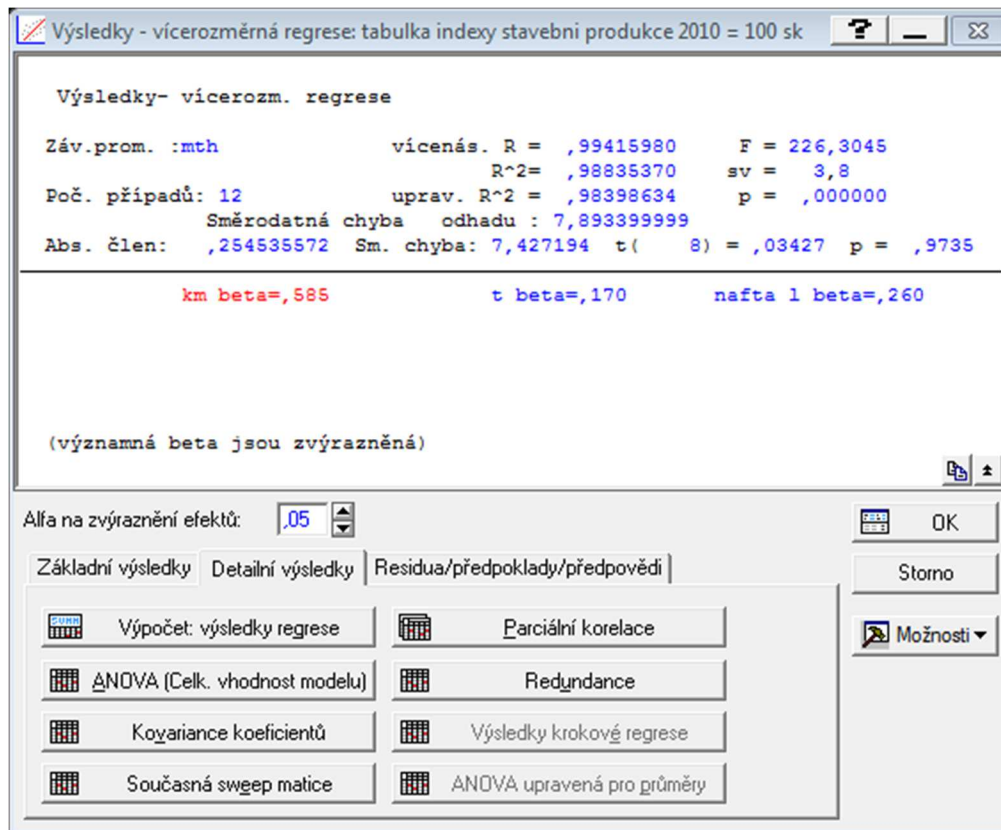 Výsledky - vícerozměrná regrese: tabulka indexy stavebni produkce 2010 = 100 sk
Výsledky- vícerozm. regrese
Záv.prom. :mth vícenás. R = ,99415980 F = 226,3045
R^2= ,98835370 sv = 3,8
Poč. případů: 12 uprav. R^2 = ,98398634 p = ,000000
Směrodatná chyba odhadu : 7,893399999
Abs. člen: ,254535572 Sm. chyba: 7,427194 t( 8) = ,03427 p = ,9735
km beta=,585 t beta=,170 nafta l beta=,260
(významná beta jsou zvýrazněná)
Alfa na zvýraznění efektů: ,05
OK
Základní výsledky Detailní výsledky Residua/předpoklady/předpovědi
Storno
Výpočet: výsledky regrese Parciální korelace
Možnosti
ANOVA (Celk. vhodnost modelu) Redundance
Kovariance koeficientů Výsledky krokové regrese
Současná sweep matice ANOVA upravená pro průměry